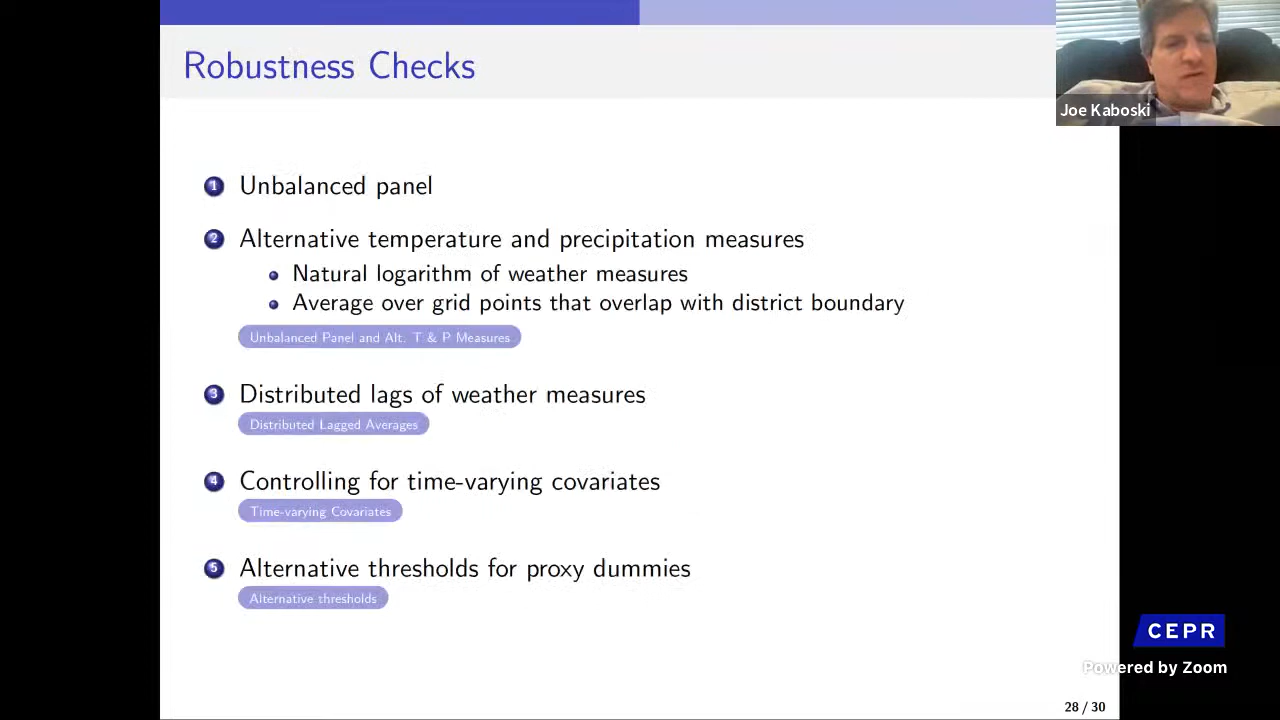 Robustness Checks
Joe Kaboski
1 Unbalanced panel
2 Alternative temperature and precipitation measures
Natural logarithm of weather measures
Average over grid points that overlap with district boundary
Unbalanced Panel and Alt. T & P Measures
3 Distributed lags of weather measures
Distributed Lagged Averages
4 Controlling for time-varying covariates
Time-varying Covariates
5 Alternative thresholds for proxy dummies
Alternative thresholds
CEPR
Powered by Zoom
28 / 30